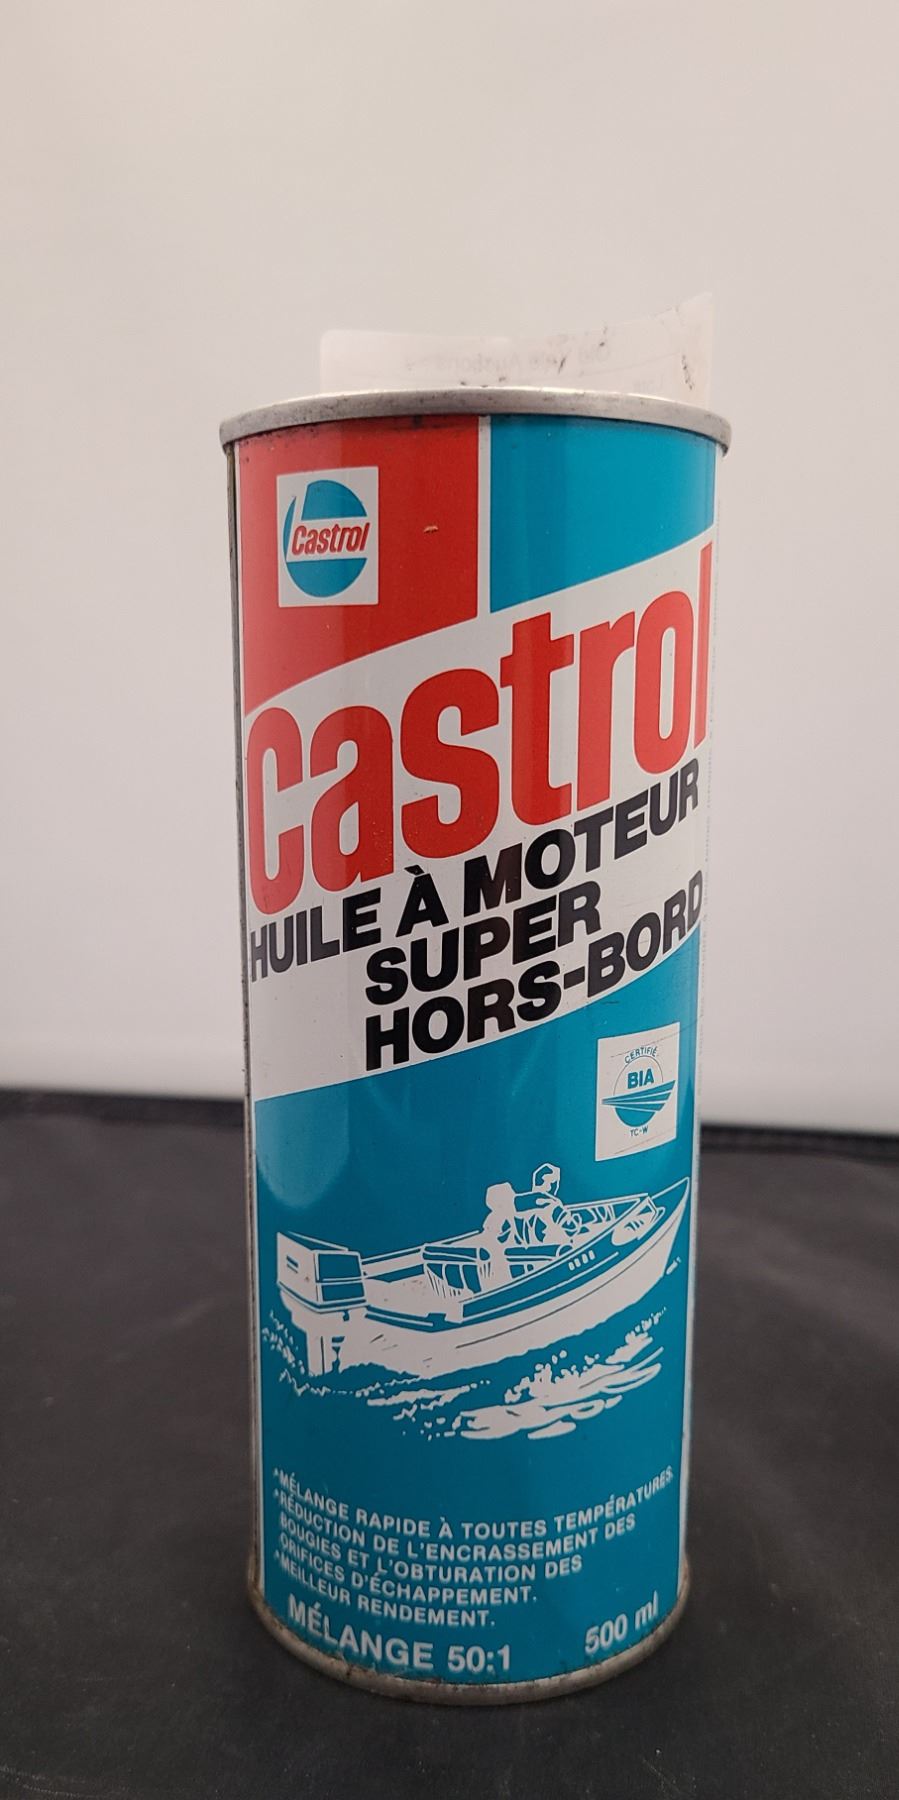 Castrol
Castrol
HUILE À MOTEUR
SUPER
HORS-BORD
CERTIFIÉ
BIA
TC-W
*MÉLANGE RAPIDE À TOUTES TEMPÉRATURES.
*RÉDUCTION DE L'ENCRASSEMENT DES
BOUGIES ET L'OBTURATION DES
ORIFICES D'ÉCHAPPEMENT.
*MEILLEUR RENDEMENT.
MÉLANGE 50:1 500 ml